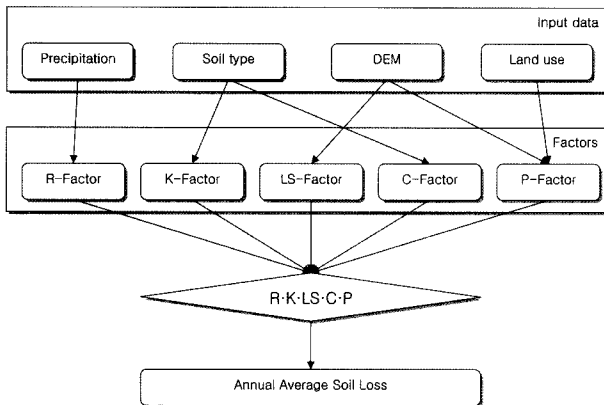 Input data
Precipitation
Soil type
DEM
Land use
Factors
R-Factor
K-Factor
LS-Factor
C-Factor
P-Factor
R·K·LS·C·P
Annual Average Soil Loss